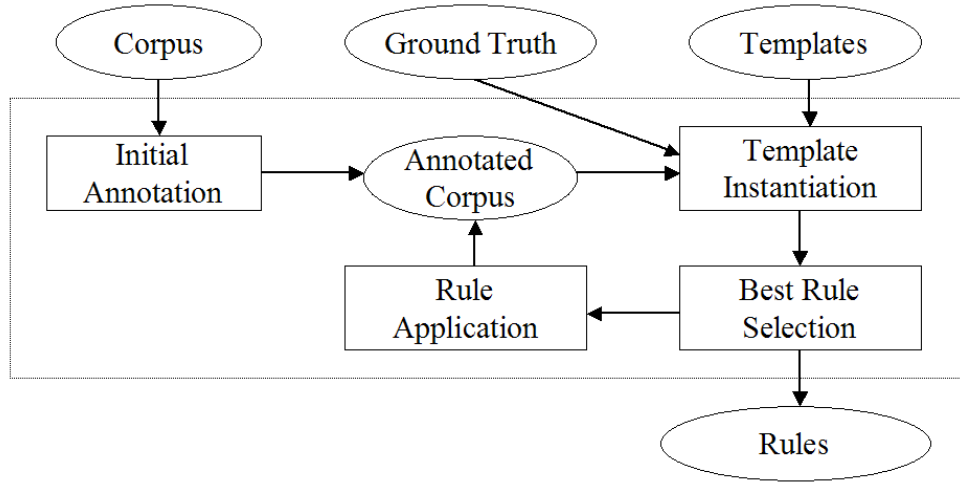 Corpus
Ground Truth
Templates
Initial
Annotation
Annotated
Corpus
Template
Instantiation
Rule
Application
Best Rule
Selection
Rules